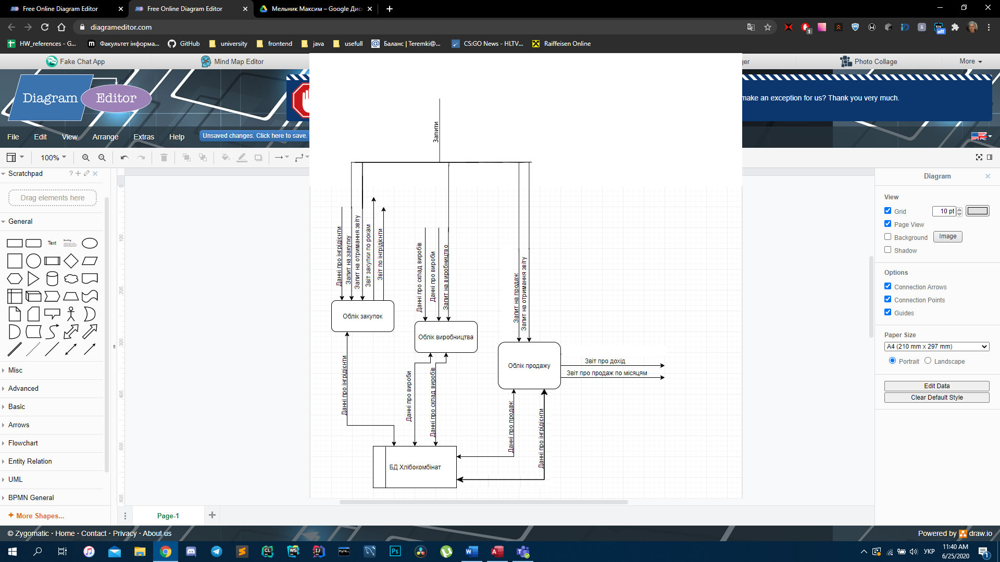 Free Online Diagram Editor
Free Online Diagram Editor
Мельник Максим – Google Дис
diagrameditor.com
HW_references - G...
Факультет інформа...
GitHub
university
frontend
java
usefull
Баланс | Teremki@...
CS:GO News - HLTV...
Raiffeisen Online
Fake Chat App
Mind Map Editor
ger
Photo Collage
More
Diagram Editor
make an exception for us? Thank you very much.
File
Edit
View
Arrange
Extras
Help
Unsaved changes. Click here to save.
100%
Scratchpad
Drag elements here
General
Text
Heading
Misc
Advanced
Basic
Arrows
Flowchart
Entity Relation
UML
BPMN General
+ More Shapes...
0
100
200
300
400
500
600
Запити
Данні про інгрідієнти
Запит на закупку
Запит на отримання звіту
Звіт закупки по рокам
Звіт по інгрідієнти
Данні про склад виробів
Данні про вироби
Запит на виробництво
Запит на продаж
Запит на отримання звіту
Облік закупок
Облік виробництва
Облік продажу
Звіт про дохід
Звіт про продаж по місяцям
Данні про інгрідієнти
Данні про вироби
Данні про склад виробів
Данні про продаж
Данні про інгрідієнти
БД Хлібокомбінат
Diagram
View
Grid
10 pt
Page View
Background
Image
Shadow
Options
Connection Arrows
Connection Points
Guides
Paper Size
A4 (210 mm x 297 mm)
Portrait
Landscape
Edit Data
Clear Default Style
Page-1
© Zygomatic · Home · Contact · Privacy · About us
Powered by draw.io
УКР
11:40 AM
6/25/2020